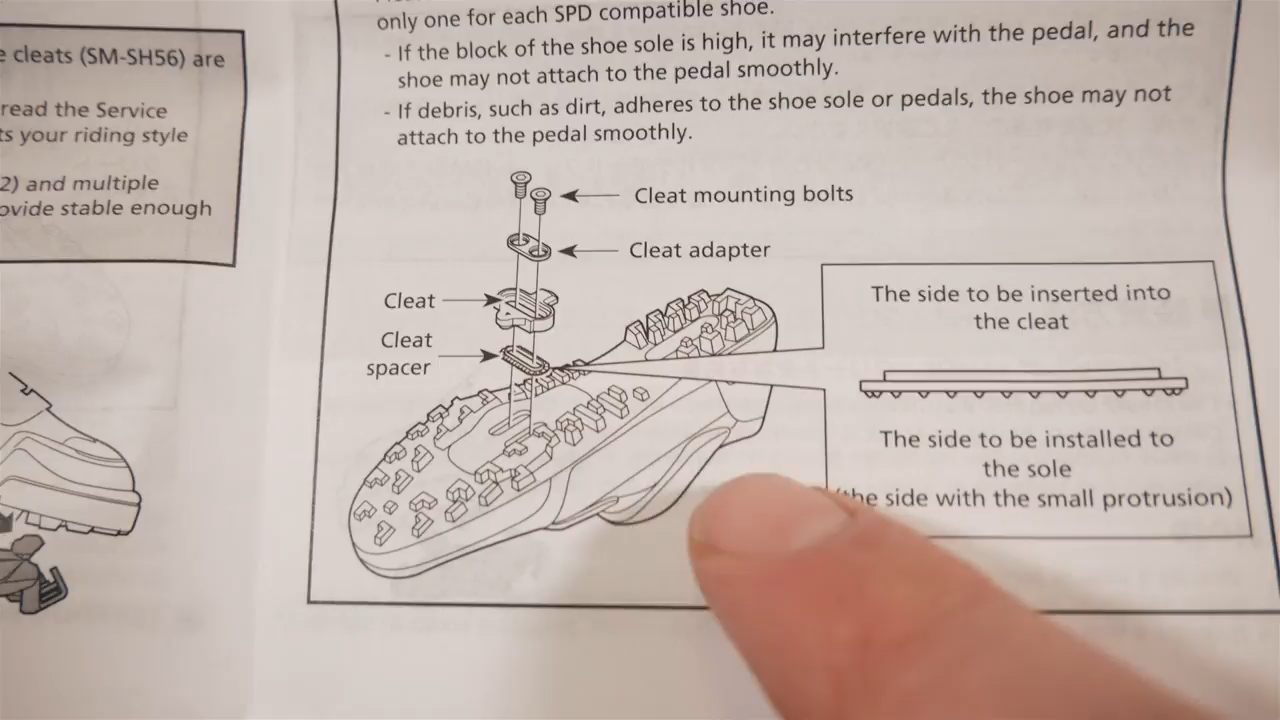 cleats (SM-SH56) are
read the Service
your riding style
2) and multiple
ovide stable enough
only one for each SPD compatible shoe.
- If the block of the shoe sole is high, it may interfere with the pedal, and the
shoe may not attach to the pedal smoothly.
- If debris, such as dirt, adheres to the shoe sole or pedals, the shoe may not
attach to the pedal smoothly.
Cleat mounting bolts
Cleat adapter
Cleat
Cleat
spacer
The side to be inserted into
the cleat
The side to be installed to
the sole
(the side with the small protrusion)